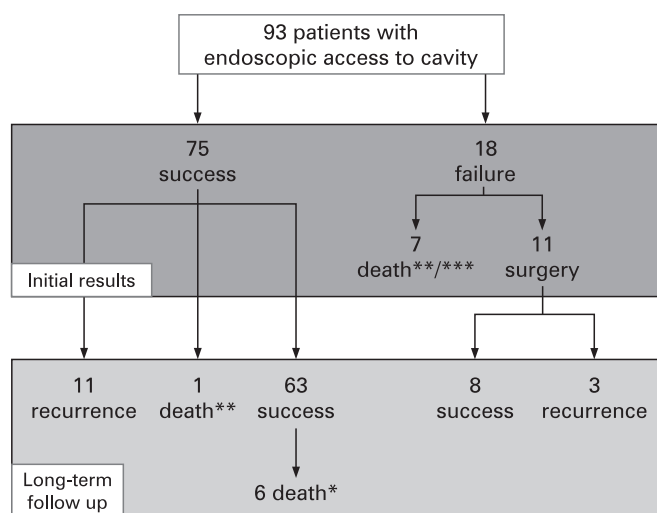 93 patients with
endoscopic access to cavity
75
success
18
failure
7
death**/***
11
surgery
Initial results
11
recurrence
1
death**
63
success
8
success
3
recurrence
6 death*
Long-term
follow up